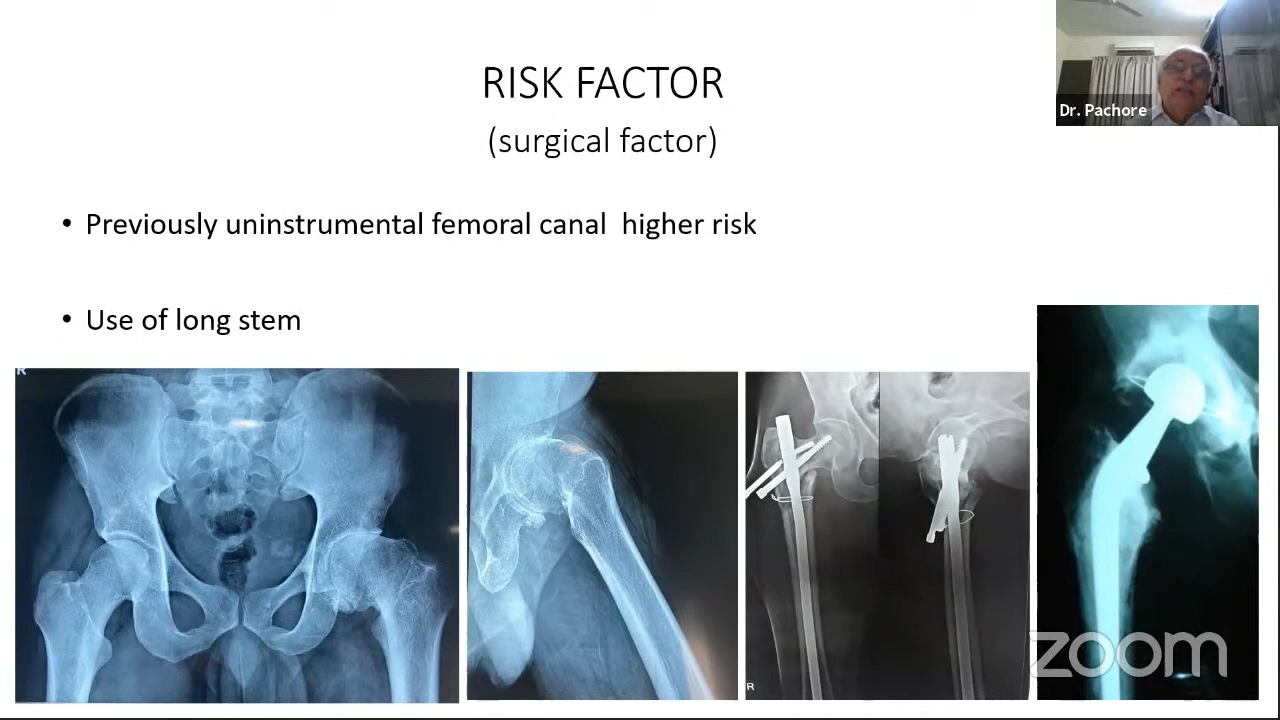 RISK FACTOR
(surgical factor)
Dr. Pachore
• Previously uninstrumental femoral canal higher risk
• Use of long stem
R
R
zoom